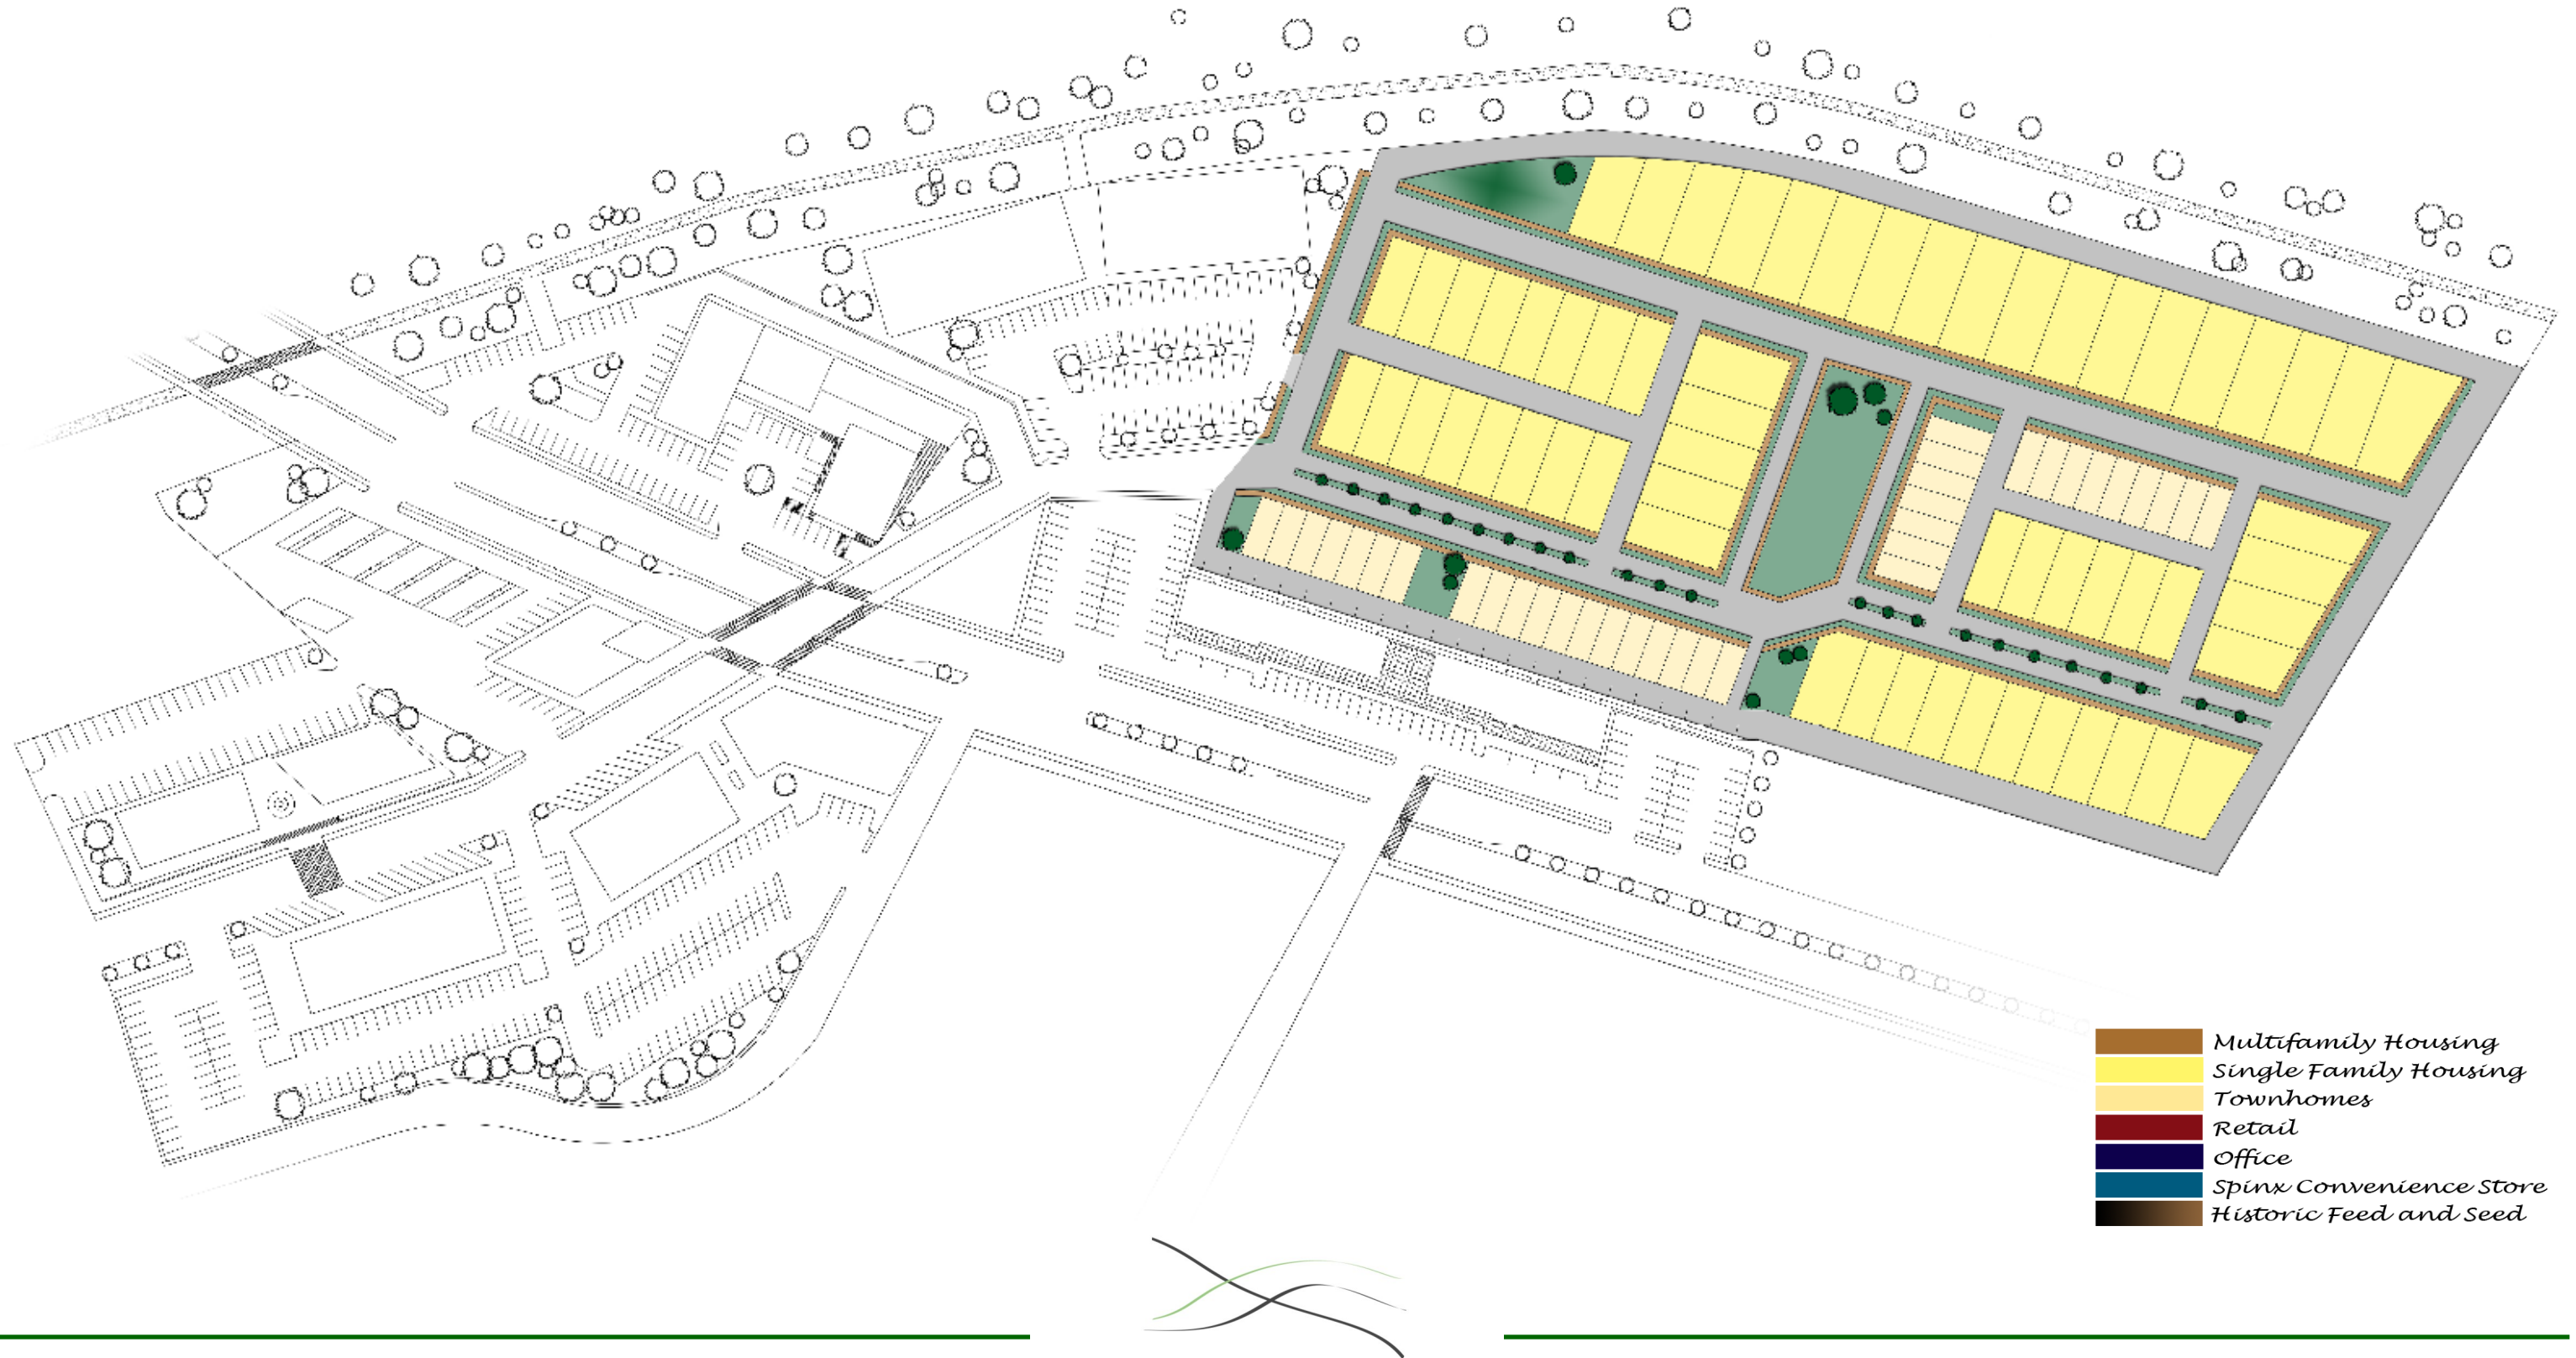 Multifamily Housing
Single Family Housing
Townhomes
Retail
Office
Spinx Convenience Store
Historic Feed and Seed